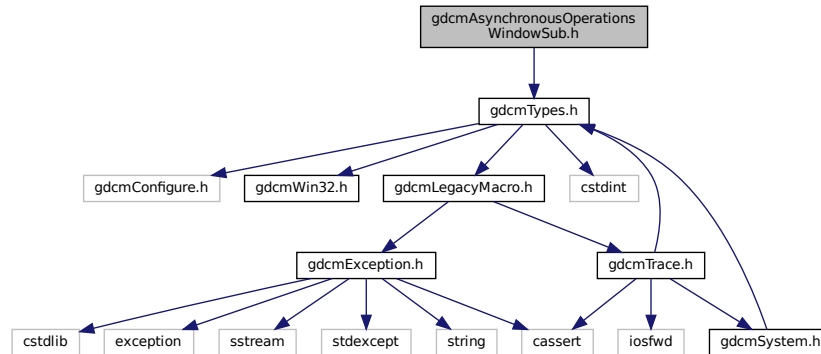 gdcmAsynchronousOperations
WindowSub.h
gdcmTypes.h
gdcmConfigure.h
gdcmWin32.h
gdcmLegacyMacro.h
cstdint
gdcmException.h
gdcmTrace.h
cstdlib
exception
sstream
stdexcept
string
cassert
iosfwd
gdcmSystem.h